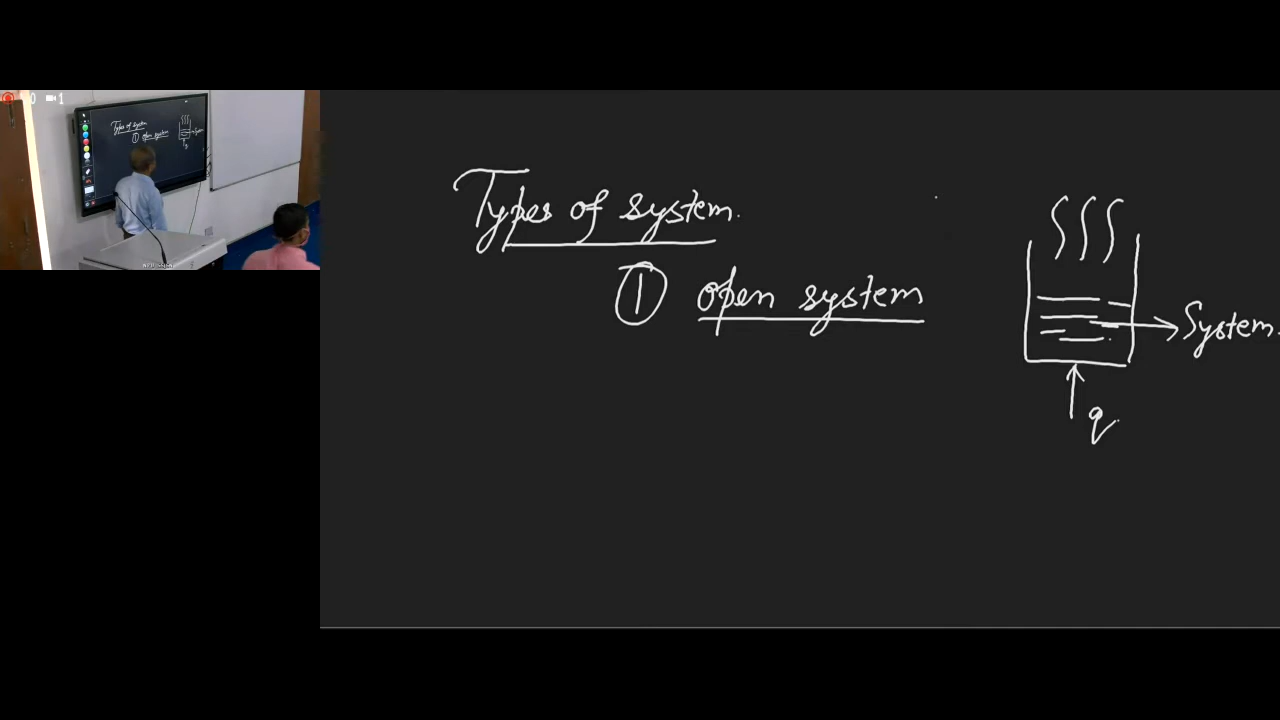 Types of system.
① open system
System.
q